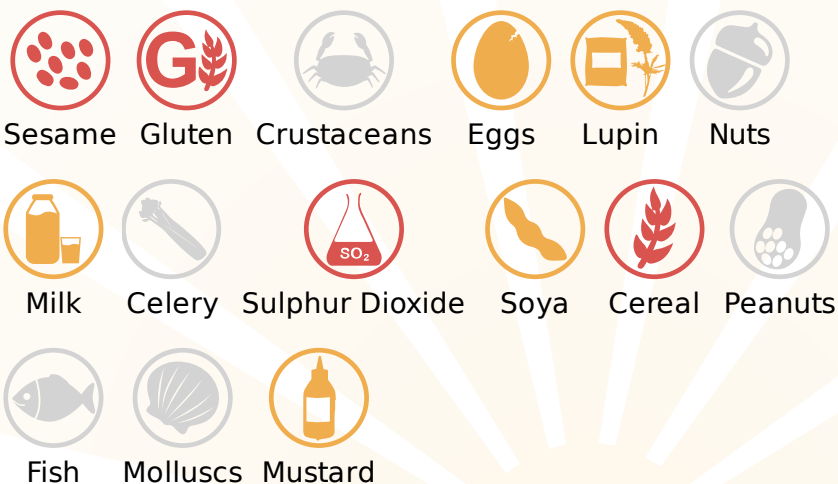 G
Sesame Gluten Crustaceans Eggs Lupin Nuts
SO₂
Milk Celery Sulphur Dioxide Soya Cereal Peanuts
Fish Molluscs Mustard